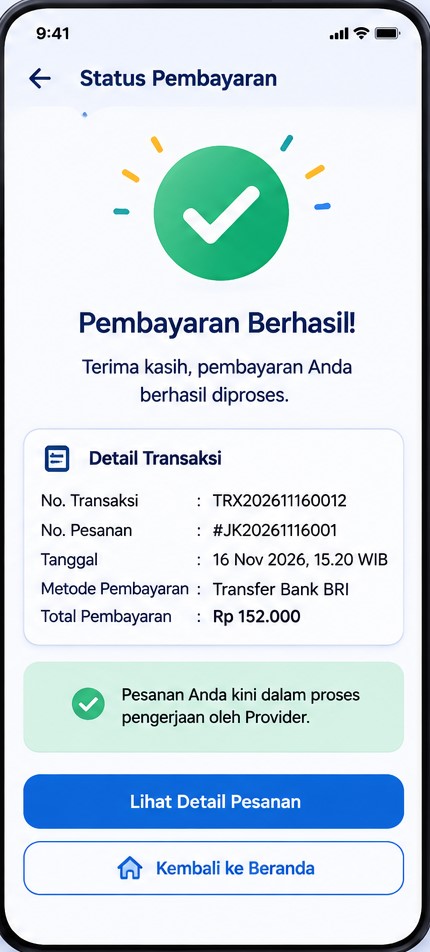 9:41
Status Pembayaran
Pembayaran Berhasil!
Terima kasih, pembayaran Anda
berhasil diproses.
Detail Transaksi
No. Transaksi : TRX202611160012
No. Pesanan : #JK20261116001
Tanggal : 16 Nov 2026, 15.20 WIB
Metode Pembayaran : Transfer Bank BRI
Total Pembayaran : Rp 152.000
Pesanan Anda kini dalam proses
pengerjaan oleh Provider.
Lihat Detail Pesanan
Kembali ke Beranda